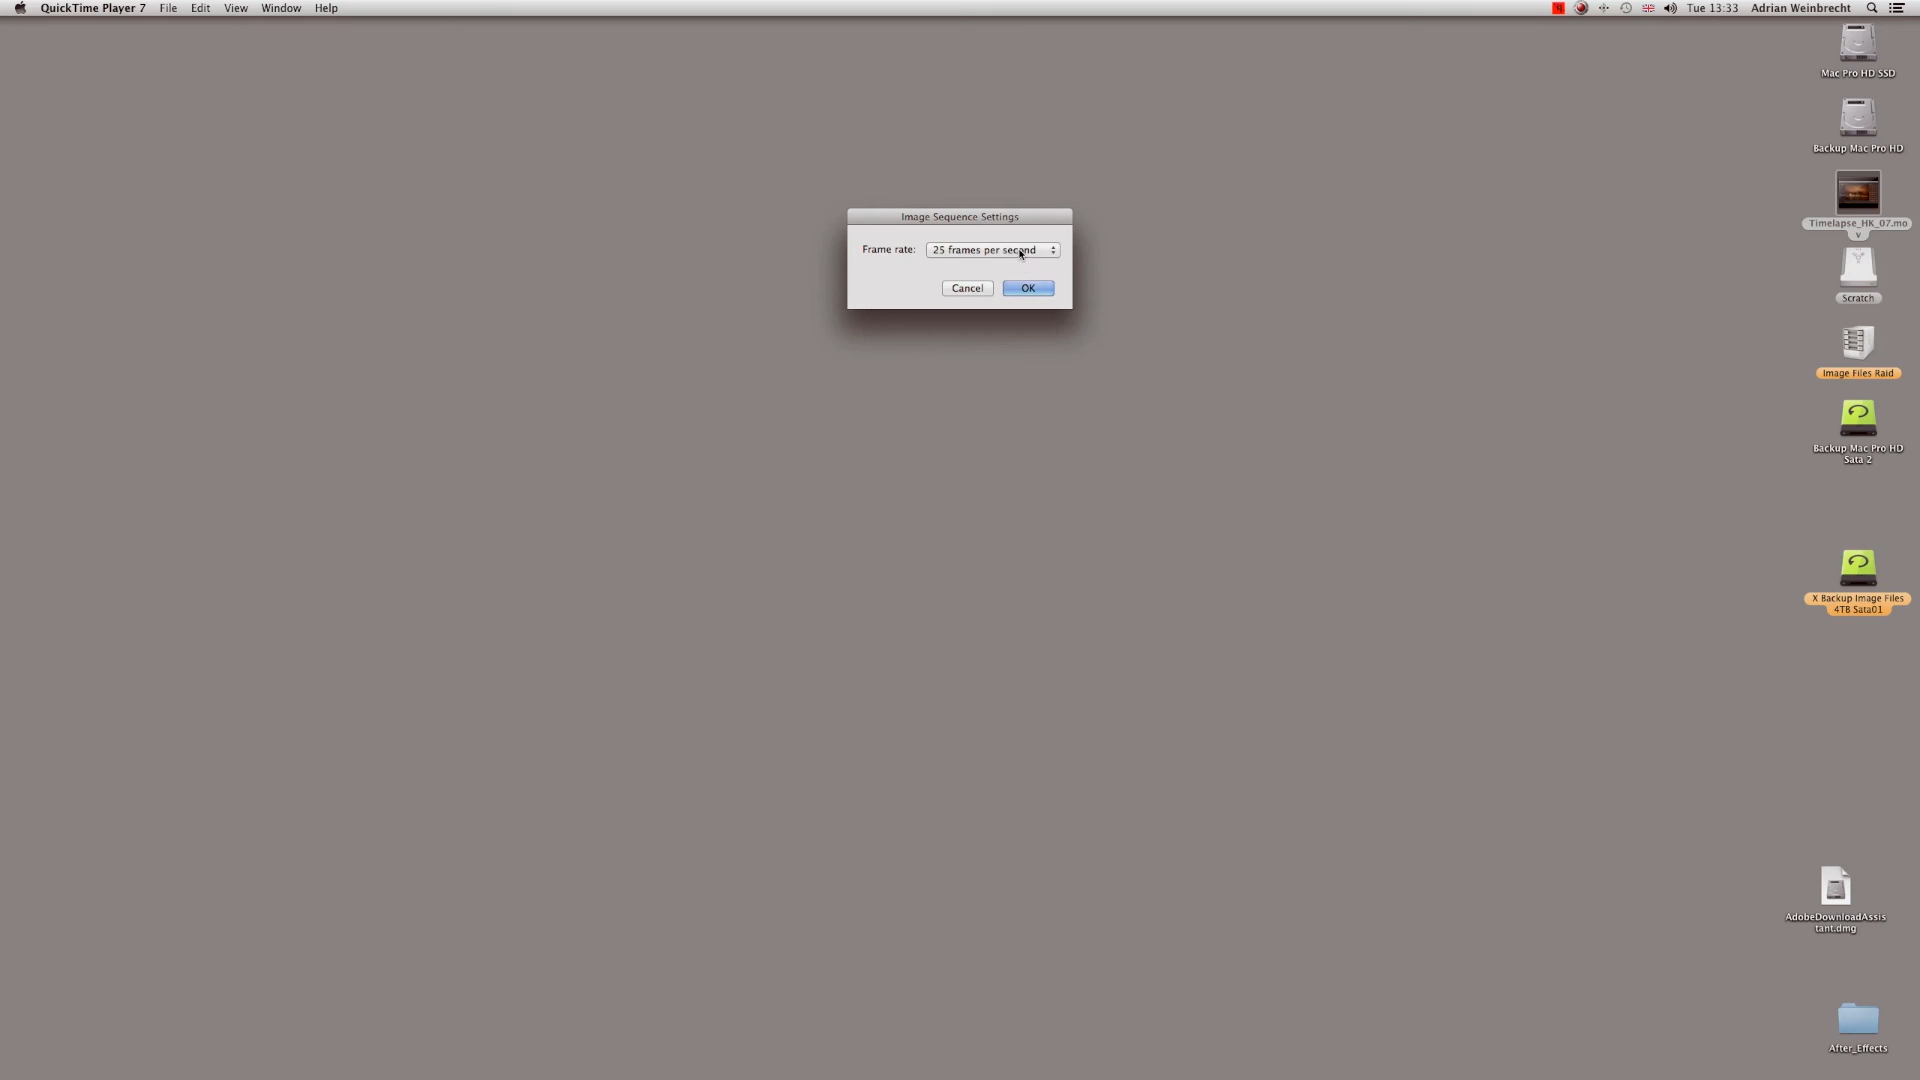 QuickTime Player 7 File Edit View Window Help
Tue 13:33 Adrian Weinbrecht
Mac Pro HD SSD
Backup Mac Pro HD
Timelapse_HK_07.mo
v
Scratch
Image Files Raid
Backup Mac Pro HD
Sata 2
X Backup Image Files
4TB Sata01
AdobeDownloadAssis
tant.dmg
After_Effects
Image Sequence Settings
Frame rate: 25 frames per second
Cancel OK